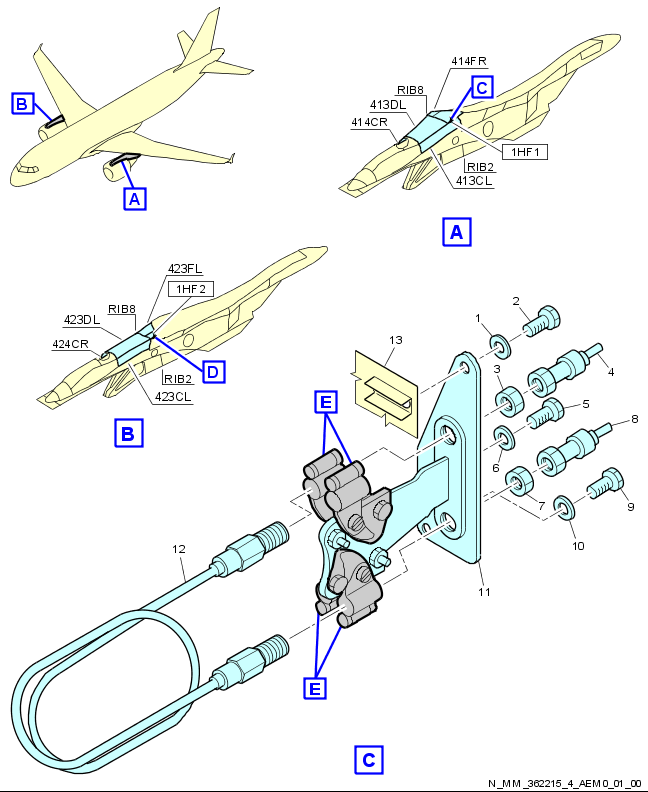 B
A
414FR
RIB8
C
413DL
414CR
1HF1
RIB2
413CL
A
423FL
1HF2
RIB8
423DL
424CR
D
RIB2
423CL
B
13
1
2
3
4
5
6
7
8
9
10
11
E
12
E
C
N_MM_362215_4_AEM0_01_00